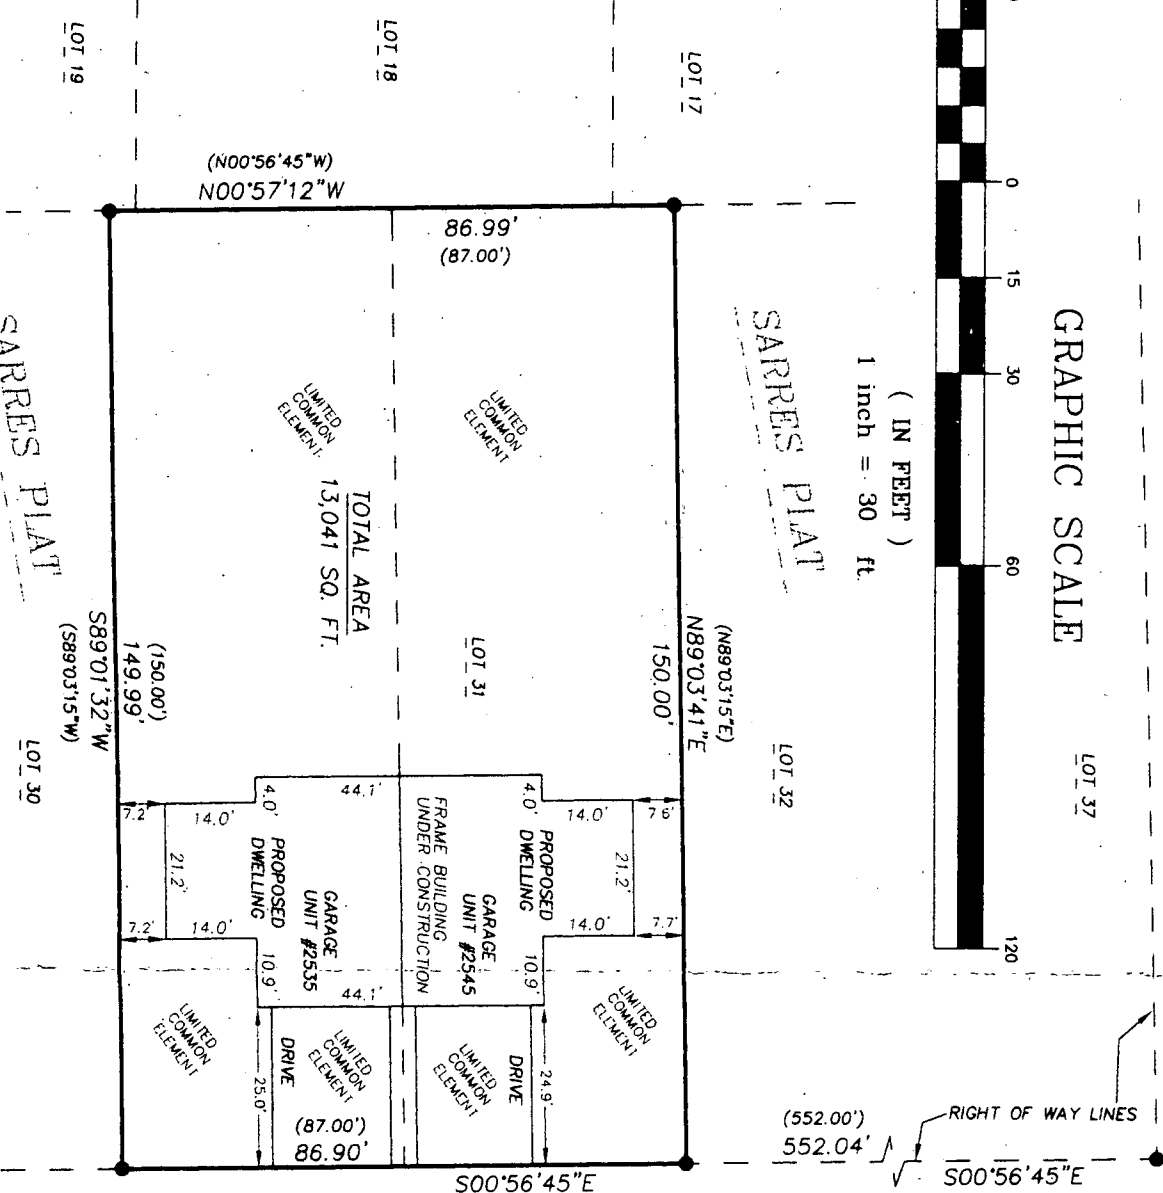 LOT 19
LOT 18
LOT 17
(N00°56'45"W)
N00°57'12"W
86.99'
(87.00')
0
15
30
60
120
GRAPHIC SCALE
( IN FEET )
1 inch = 30 ft.
SARRES PLAT
SARRES PLAT
LIMITED
COMMON
ELEMENT
LIMITED
COMMON
ELEMENT
TOTAL AREA
13,041 SQ. FT.
LOT 31
(N89°03'15"E)
N89°03'41"E
150.00'
(150.00')
149.99'
S89°01'32"W
(S89°03'15"W)
LOT 30
LOT 32
LOT 37
44.1'
4.0'
4.0'
14.0'
14.0'
7.2'
7.6'
21.2'
21.2'
PROPOSED
DWELLING
PROPOSED
DWELLING
FRAME BUILDING
UNDER CONSTRUCTION
GARAGE
UNIT #2535
GARAGE
UNIT #2545
7.2'
14.0'
14.0'
7.7'
10.9'
10.9'
44.1'
LIMITED
COMMON
ELEMENT
LIMITED
COMMON
ELEMENT
LIMITED
COMMON
ELEMENT
LIMITED
COMMON
ELEMENT
DRIVE
DRIVE
25.0'
24.9'
(87.00')
86.90'
S00°56'45"E
(552.00')
552.04'
RIGHT OF WAY LINES
S00°56'45"E